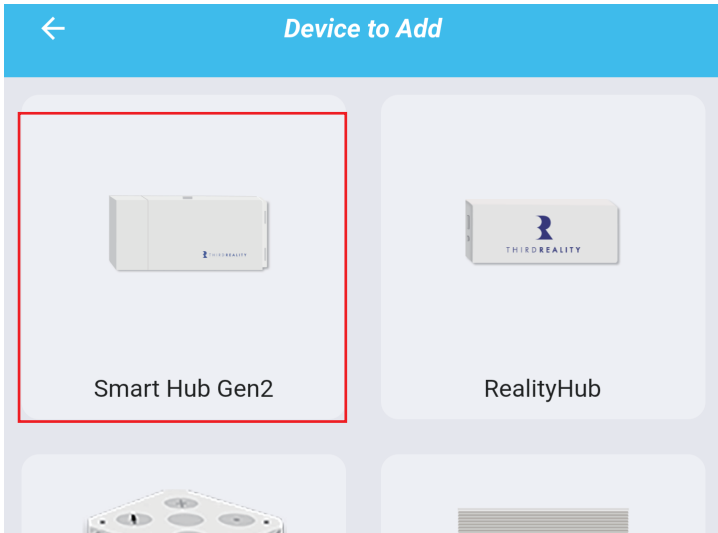 Device to Add
THIRDREALITY
THIRDREALITY
Smart Hub Gen2
RealityHub